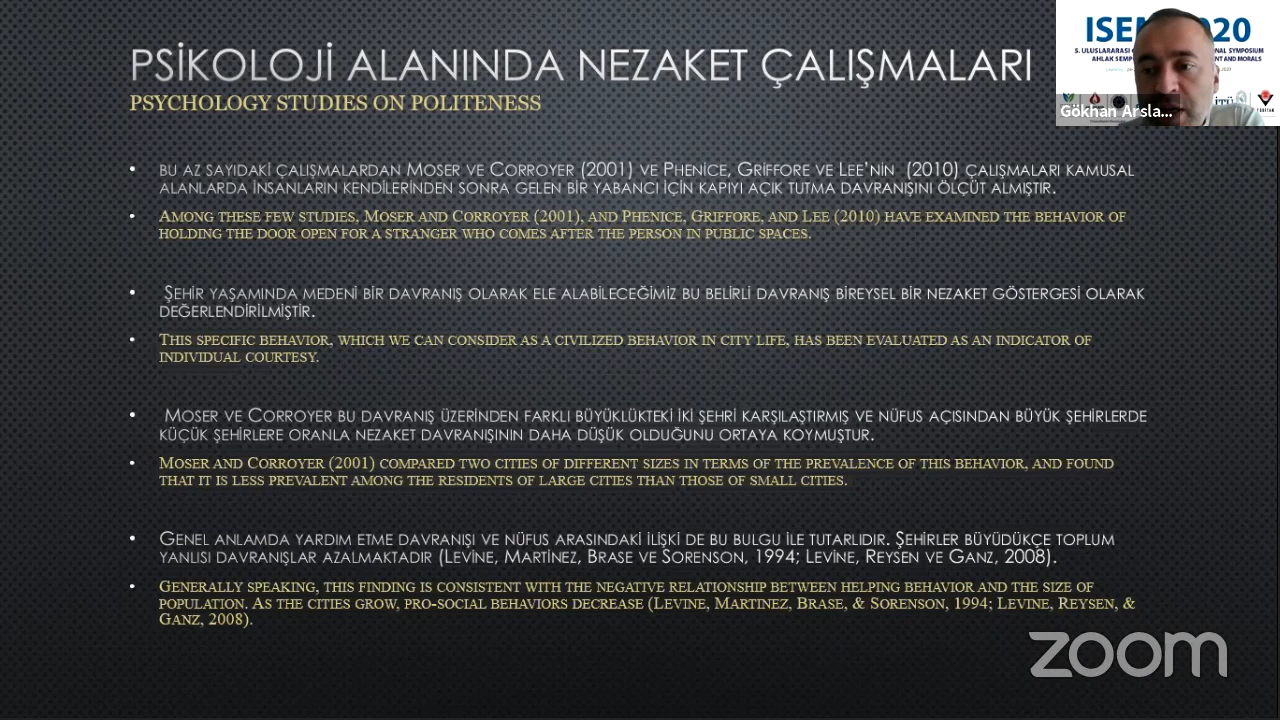 PSİKOLOJİ ALANINDA NEZAKET ÇALIŞMALARI
PSYCHOLOGY STUDIES ON POLITENESS
• BU AZ SAYIDAKİ ÇALIŞMALARDAN MOSER VE CORROYER (2001) VE PHENİCE, GRİFFORE VE LEE'NİN (2010) ÇALIŞMALARI KAMUSAL
ALANLARDA İNSANLARIN KENDİLERİNDEN SONRA GELEN BİR YABANCI İÇİN KAPIYI AÇIK TUTMA DAVRANIŞINI ÖLÇÜT ALMIŞTIR.
• AMONG THESE FEW STUDIES, MOSER AND CORROYER (2001), AND PHENICE, GRIFFORE, AND LEE (2010) HAVE EXAMINED THE BEHAVIOR OF
HOLDING THE DOOR OPEN FOR A STRANGER WHO COMES AFTER THE PERSON IN PUBLIC SPACES.
• ŞEHİR YAŞAMINDA MEDENİ BİR DAVRANIŞ OLARAK ELE ALABİLECEĞİMİZ BU BELİRLİ DAVRANIŞ BİREYSEL BİR NEZAKET GÖSTERGESİ OLARAK
DEĞERLENDİRİLMİŞTİR.
• THIS SPECIFIC BEHAVIOR, WHICH WE CAN CONSIDER AS A CIVILIZED BEHAVIOR IN CITY LIFE, HAS BEEN EVALUATED AS AN INDICATOR OF
INDIVIDUAL COURTESY.
• MOSER VE CORROYER BU DAVRANIŞ ÜZERİNDEN FARKLI BÜYÜKLÜKTEKİ İKİ ŞEHRİ KARŞILAŞTIRMIŞ VE NÜFUS AÇISINDAN BÜYÜK ŞEHİRLERDE
KÜÇÜK ŞEHİRLERE ORANLA NEZAKET DAVRANIŞININ DAHA DÜŞÜK OLDUĞUNU ORTAYA KOYMUŞTUR.
• MOSER AND CORROYER (2001) COMPARED TWO CITIES OF DIFFERENT SIZES IN TERMS OF THE PREVALENCE OF THIS BEHAVIOR, AND FOUND
THAT IT IS LESS PREVALENT AMONG THE RESIDENTS OF LARGE CITIES THAN THOSE OF SMALL CITIES.
• GENEL ANLAMDA YARDIM ETME DAVRANIŞI VE NÜFUS ARASINDAKİ İLİŞKİ DE BU BULGU İLE TUTARLIDIR. ŞEHİRLER BÜYÜDÜKÇE TOPLUM
YANLISI DAVRANIŞLAR AZALMAKTADIR (LEVİNE, MARTİNEZ, BRASE VE SORENSON, 1994; LEVİNE, REYSEN VE GANZ, 2008).
• GENERALLY SPEAKING, THIS FINDING IS CONSISTENT WITH THE NEGATIVE RELATIONSHIP BETWEEN HELPING BEHAVIOR AND THE SIZE OF
POPULATION. AS THE CITIES GROW, PRO-SOCIAL BEHAVIORS DECREASE (LEVINE, MARTINEZ, BRASE, & SORENSON, 1994; LEVINE, REYSEN, &
GANZ, 2008).
5. ULUSLARARASI
Gökhan Arsla...
zoom